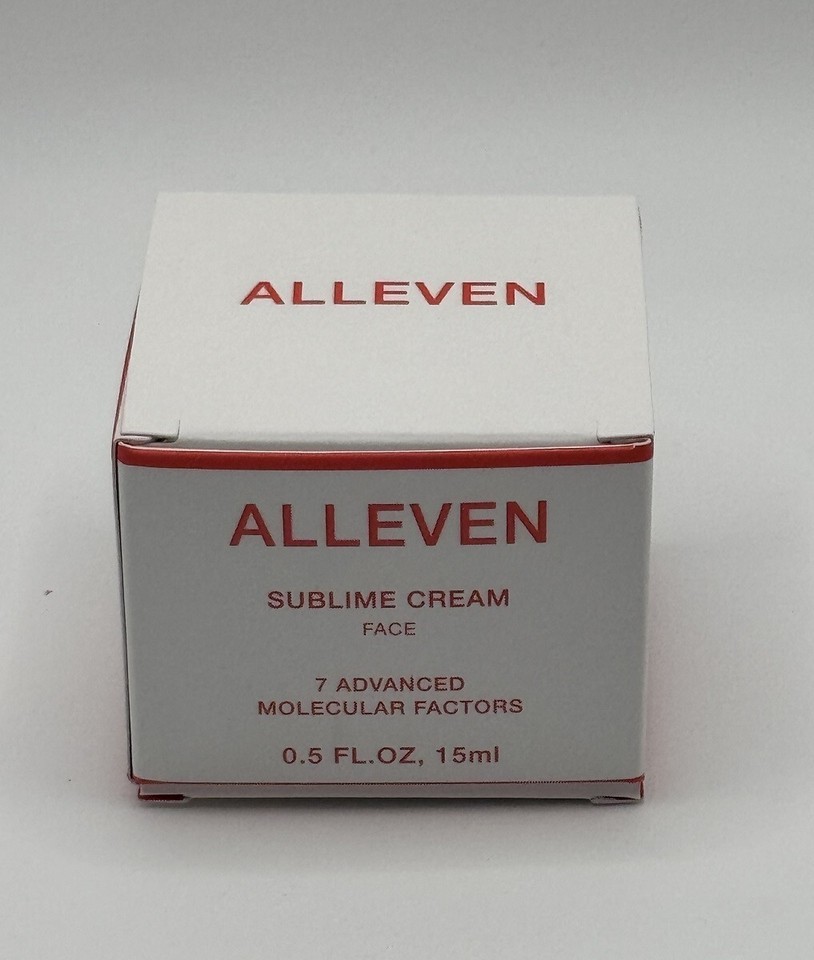 ALLEVEN
ALLEVEN
SUBLIME CREAM
FACE
7 ADVANCED
MOLECULAR FACTORS
0.5 FL.OZ, 15ml